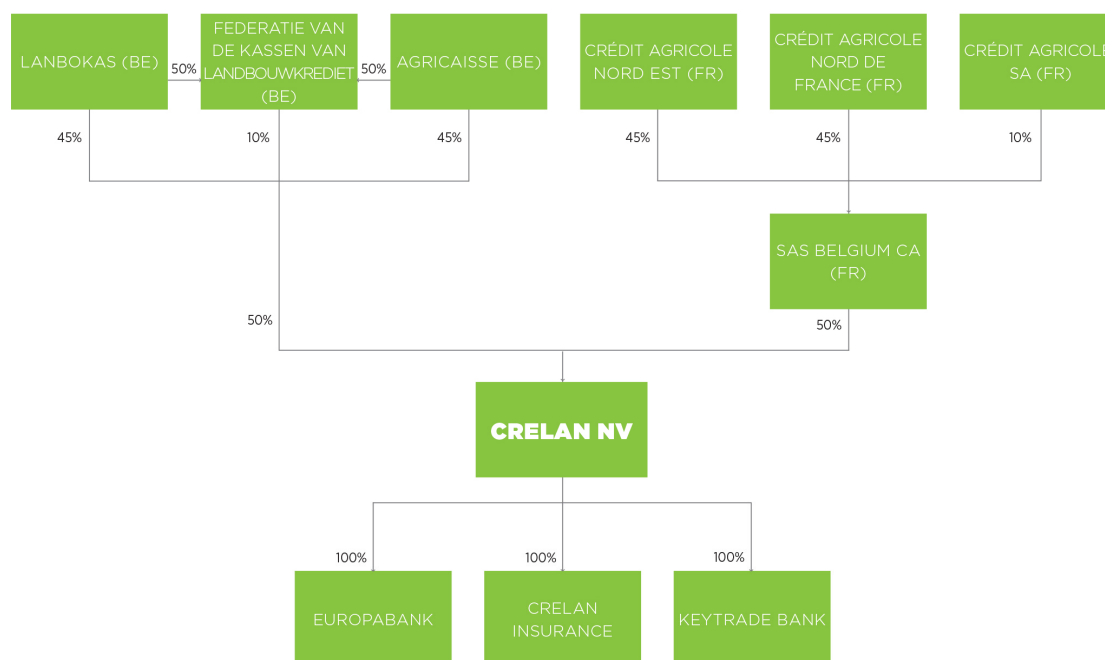 LANBOKAS (BE)
50%
FEDERATIE VAN
DE KASSEN VAN
LANDBOUWKREDIET
(BE)
50%
AGRICAISSE (BE)
CRÉDIT AGRICOLE
NORD EST (FR)
CRÉDIT AGRICOLE
NORD DE
FRANCE (FR)
CRÉDIT AGRICOLE
SA (FR)
45%
10%
45%
45%
45%
10%
SAS BELGIUM CA
(FR)
50%
50%
CRELAN NV
100%
100%
100%
EUROPABANK
CRELAN
INSURANCE
KEYTRADE BANK